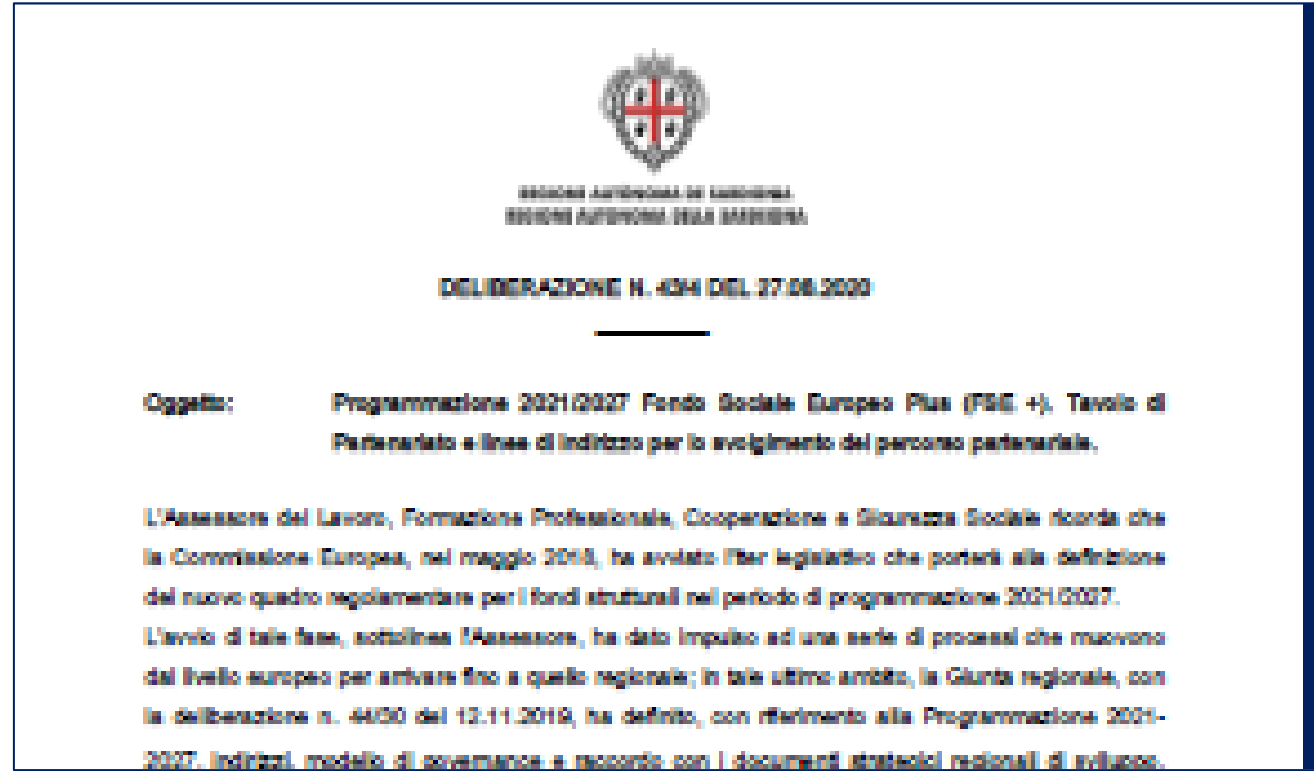 REGIONE AUTÒNOMA DE SARDIGNA
REGIONE AUTONOMA DELLA SARDEGNA
DELIBERAZIONE N. 43/4 DEL 27.08.2020
Oggetto: Programmazione 2021/2027 Fondo Sociale Europeo Plus (FSE +). Tavolo di
Partenariato e linee di indirizzo per lo svolgimento del percorso partenariale.
L'Assessore del Lavoro, Formazione Professionale, Cooperazione e Sicurezza Sociale ricorda che
la Commissione Europea, nel maggio 2018, ha avviato l'iter legislativo che porterà alla definizione
del nuovo quadro regolamentare per i fondi strutturali nel periodo di programmazione 2021/2027.
L'avvio di tale fase, sottolinea l'Assessore, ha dato impulso ad una serie di processi che muovono
dal livello europeo per arrivare fino a quello regionale; in tale ultimo ambito, la Giunta regionale, con
la deliberazione n. del 12.11.2019, ha definito, con riferimento alla Programmazione 2021-
2027, indirizzi, modello di governance e raccordo con i documenti strategici regionali di sviluppo,